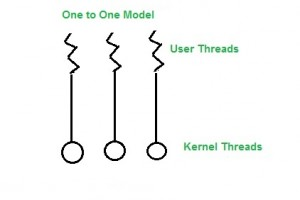 One to One Model
User Threads
Kernel Threads